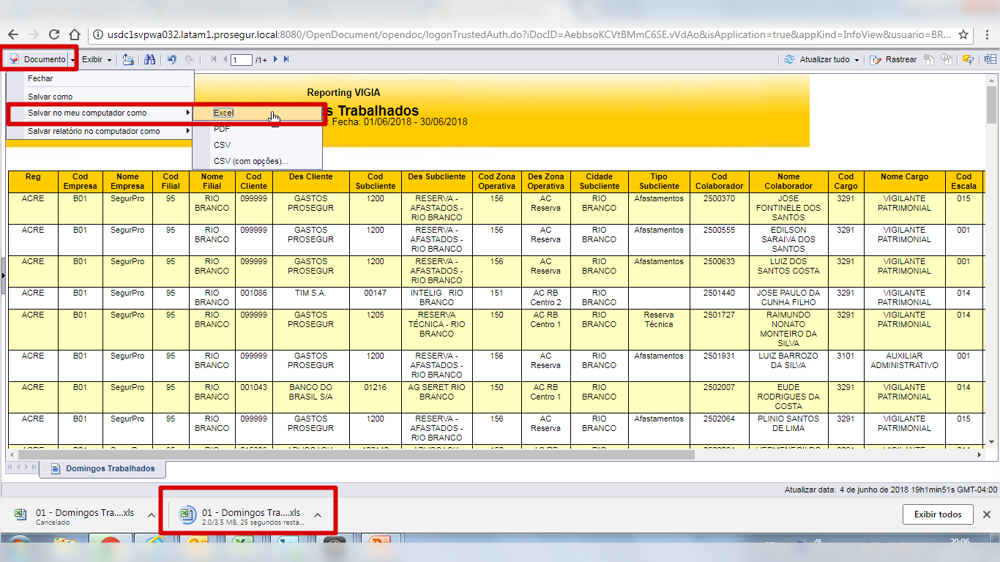 usdc1svpwa032.latam1.prosegur.local:8080/OpenDocument/opendoc/logonTrustedAuth.do?iDocID=AebbsoKCVtBMmC6SE.vVdAo&isApplication=true&appKind=InfoView&usuario=BR...
Documento Exibir 1 /1+ Atualizar tudo Rastrear
Fechar
Salvar como
Salvar no meu computador como
Salvar relatório no computador como
Excel
PDF
CSV
CSV (com opções)...
Reporting VIGIA
s Trabalhados
: Fecha: 01/06/2018 - 30/06/2018
Reg Cod Empresa Nome Empresa Cod Filial Nome Filial Cod Cliente Des Cliente Cod Subcliente Des Subcliente Cod Zona Operativa Des Zona Operativa Cidade Subcliente Tipo Subcliente Cod Colaborador Nome Colaborador Cod Cargo Nome Cargo Cod Escala
ACRE B01 SegurPro 95 RIO BRANCO 099999 GASTOS PROSEGUR 1200 RESERVA - AFASTADOS - RIO BRANCO 156 AC Reserva RIO BRANCO Afastamentos 2500370 JOSE FONTINELE DOS SANTOS 3291 VIGILANTE PATRIMONIAL 015
ACRE B01 SegurPro 95 RIO BRANCO 099999 GASTOS PROSEGUR 1200 RESERVA - AFASTADOS - RIO BRANCO 156 AC Reserva RIO BRANCO Afastamentos 2500555 EDILSON SARAIVA DOS SANTOS 3291 VIGILANTE PATRIMONIAL 001
ACRE B01 SegurPro 95 RIO BRANCO 099999 GASTOS PROSEGUR 1200 RESERVA - AFASTADOS - RIO BRANCO 156 AC Reserva RIO BRANCO Afastamentos 2500633 LUIZ DOS SANTOS COSTA 3291 VIGILANTE PATRIMONIAL 001
ACRE B01 SegurPro 95 RIO BRANCO 001086 TIM S.A. 00147 INTELIG RIO BRANCO 151 AC RB Centro 2 RIO BRANCO 2501440 JOSE PAULO DA CUNHA FILHO 3291 VIGILANTE PATRIMONIAL 014
ACRE B01 SegurPro 95 RIO BRANCO 099999 GASTOS PROSEGUR 1205 RESERVA TÉCNICA - RIO BRANCO 150 AC RB Centro 1 RIO BRANCO Reserva Técnica 2501727 RAIMUNDO NONATO MONTEIRO DA SILVA 3291 VIGILANTE PATRIMONIAL 014
ACRE B01 SegurPro 95 RIO BRANCO 099999 GASTOS PROSEGUR 1200 RESERVA - AFASTADOS - RIO BRANCO 156 AC Reserva RIO BRANCO Afastamentos 2501931 LUIZ BARROZO DA SILVA 3101 AUXILIAR ADMINISTRATIVO 001
ACRE B01 SegurPro 95 RIO BRANCO 001043 BANCO DO BRASIL S/A 01216 AG SERET RIO BRANCO 150 AC RB Centro 1 RIO BRANCO 2502007 EUDE RODRIGUES DA COSTA 3291 VIGILANTE PATRIMONIAL 014
ACRE B01 SegurPro 95 RIO BRANCO 099999 GASTOS PROSEGUR 1200 RESERVA - AFASTADOS - RIO BRANCO 156 AC Reserva RIO BRANCO Afastamentos 2502064 PLINIO SANTOS DE LIMA 3291 VIGILANTE PATRIMONIAL 015
Domingos Trabalhados
Atualizar data: 4 de junho de 2018 19h1min51s GMT-04:00
01 - Domingos Tra....xls
Cancelado
01 - Domingos Tra....xls
2,0/3,5 MB, 25 segundos resta...
Exibir todos
20:06